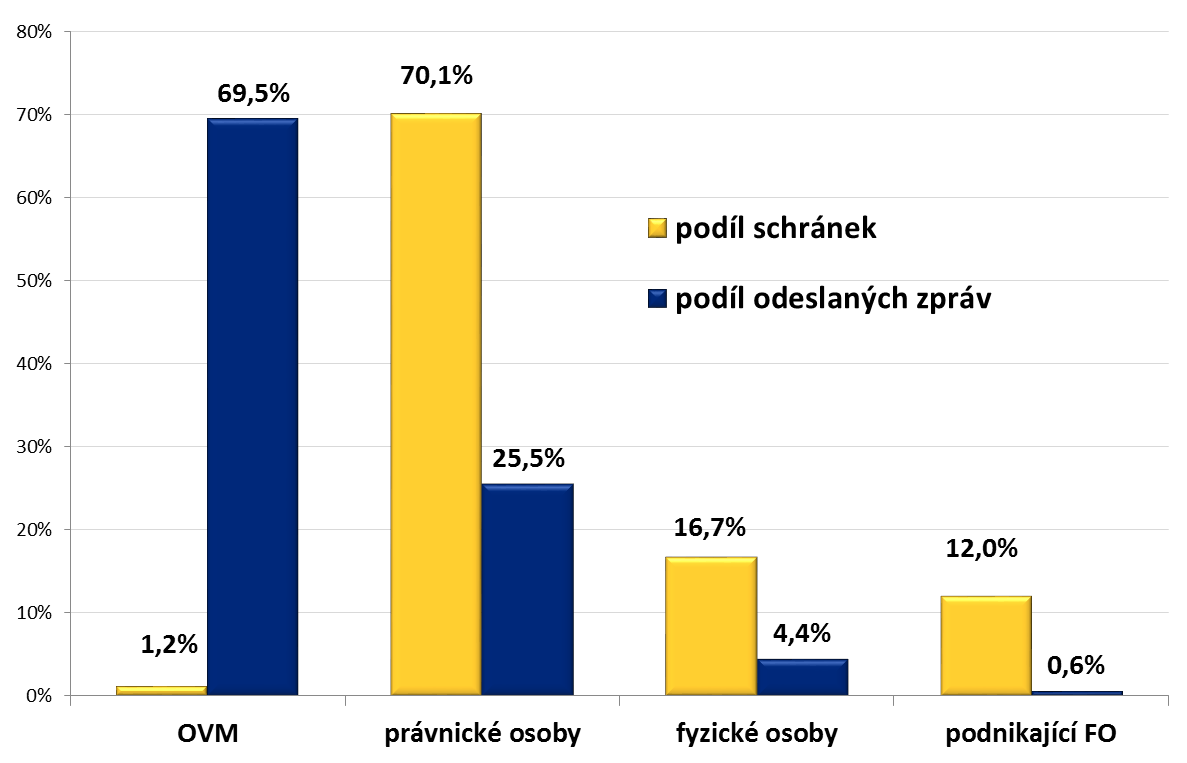 80%
70%
60%
50%
40%
30%
20%
10%
0%
1,2%
69,5%
70,1%
25,5%
16,7%
4,4%
12,0%
0,6%
podíl schránek
podíl odeslaných zpráv
OVM
právnické osoby
fyzické osoby
podnikající FO